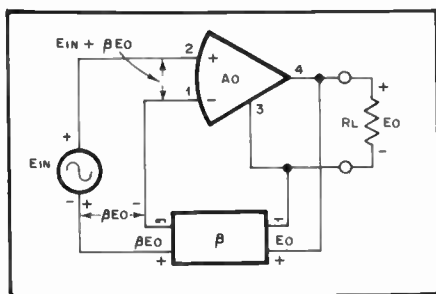 EIN + βEO
2
+
AO
4
1
−
3
+
RL
EO
−
+
EIN
−
+
βEO
−
−
−
βEO
β
EO
+
+